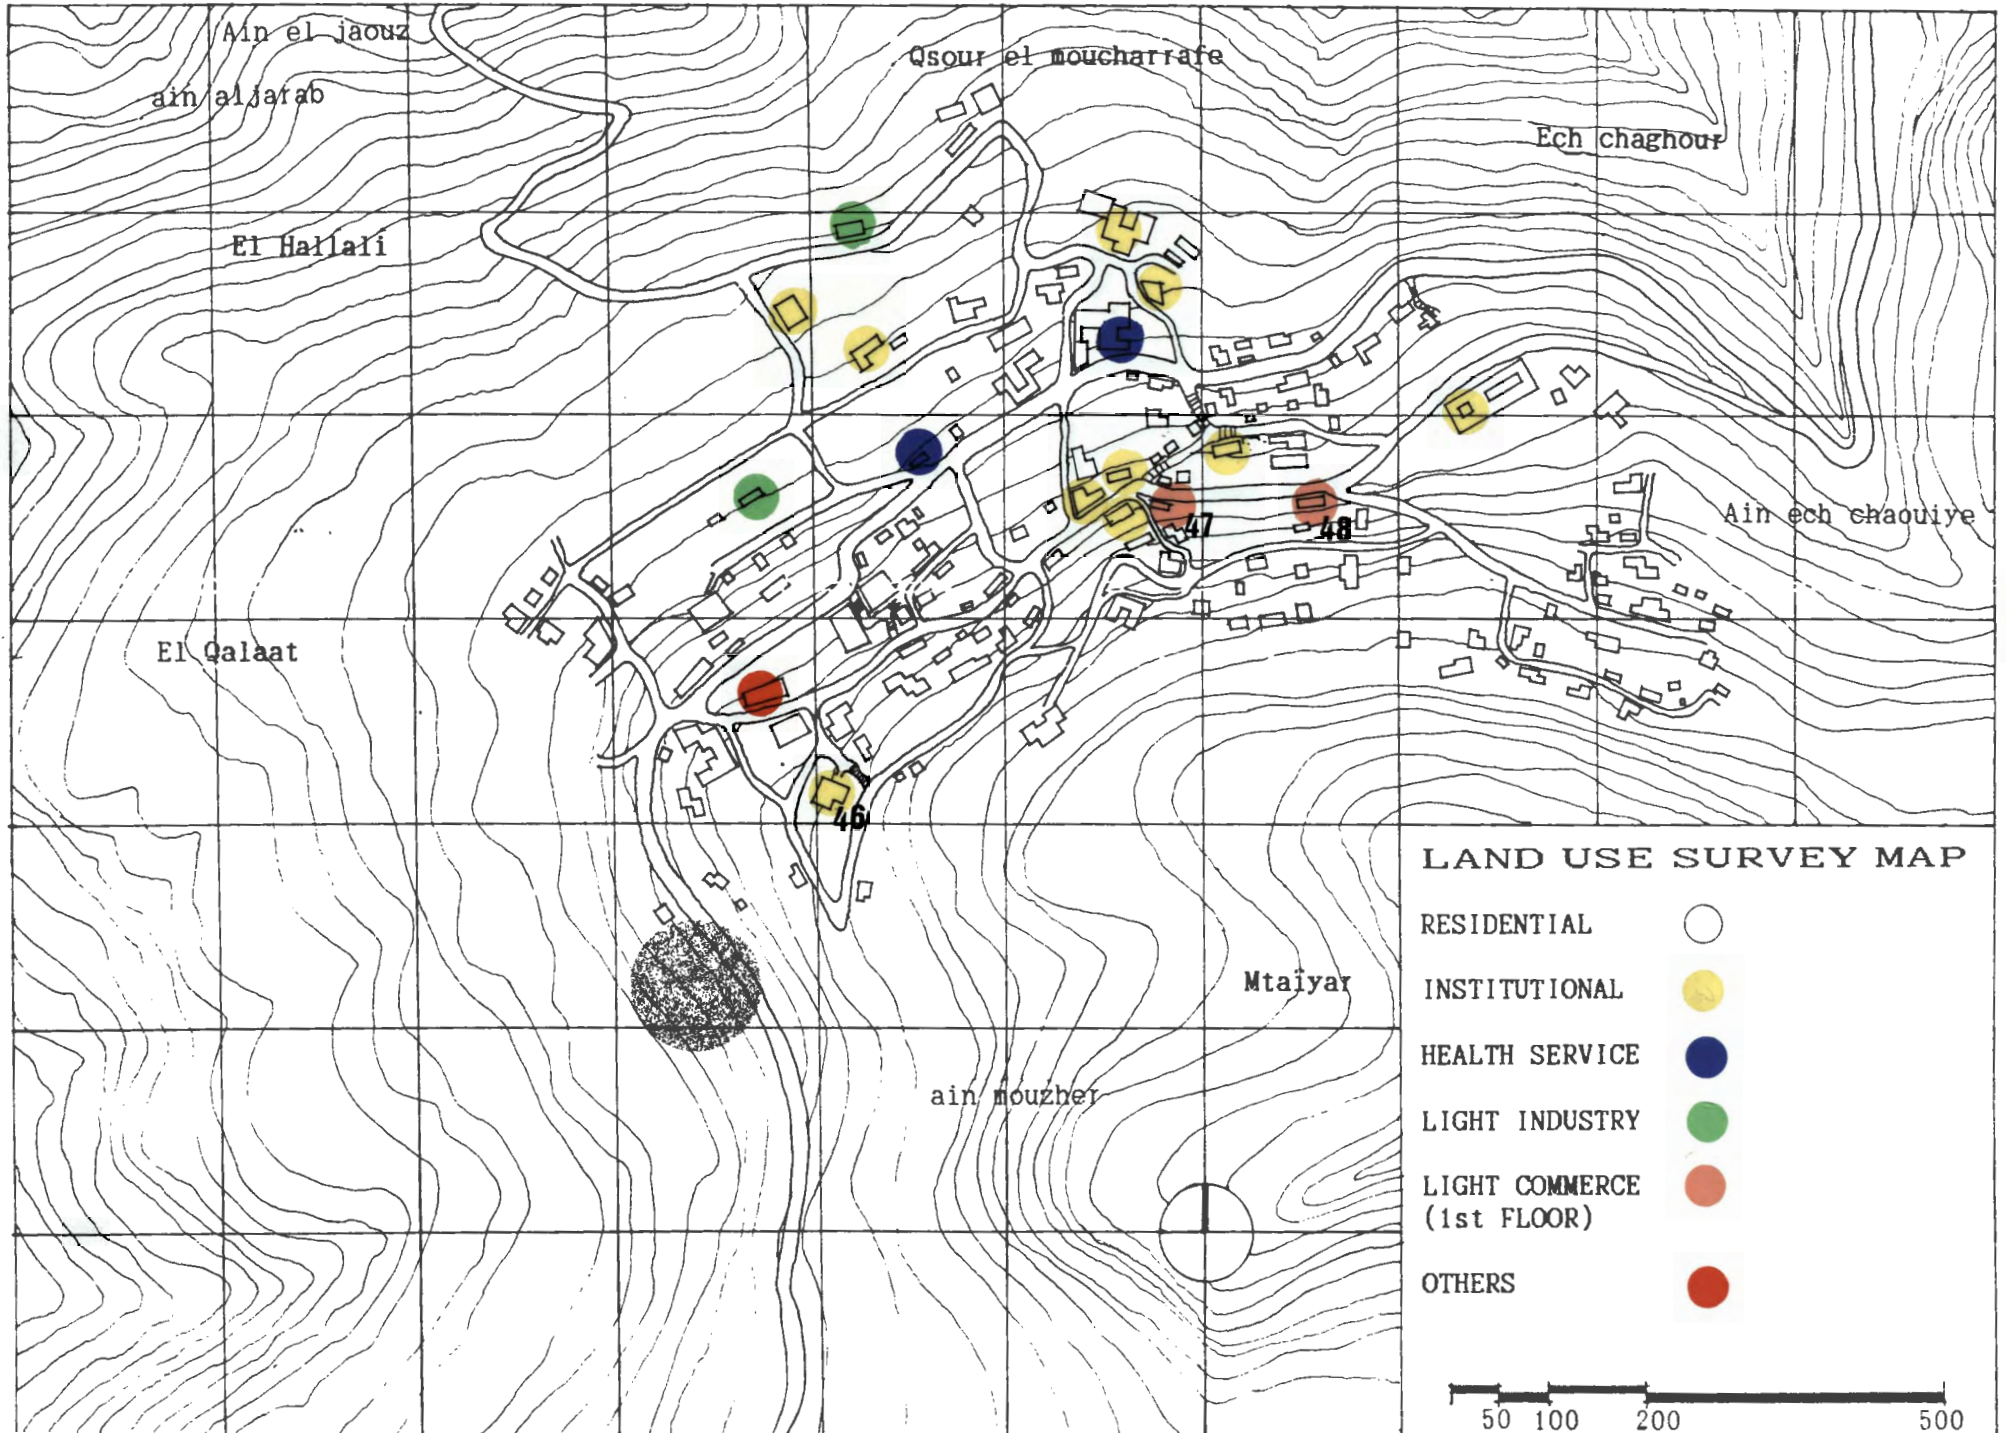 Ain el jaouz
Qsour el moucharrafe
ain aljarab
Ech chaghour
El Hallali
Ain ech chaouiye
47
48
El Qalaat
46
LAND USE SURVEY MAP
RESIDENTIAL
INSTITUTIONAL
Mtaïyar
HEALTH SERVICE
ain mouzher
LIGHT INDUSTRY
LIGHT COMMERCE
(1st FLOOR)
OTHERS
50 100 200 500